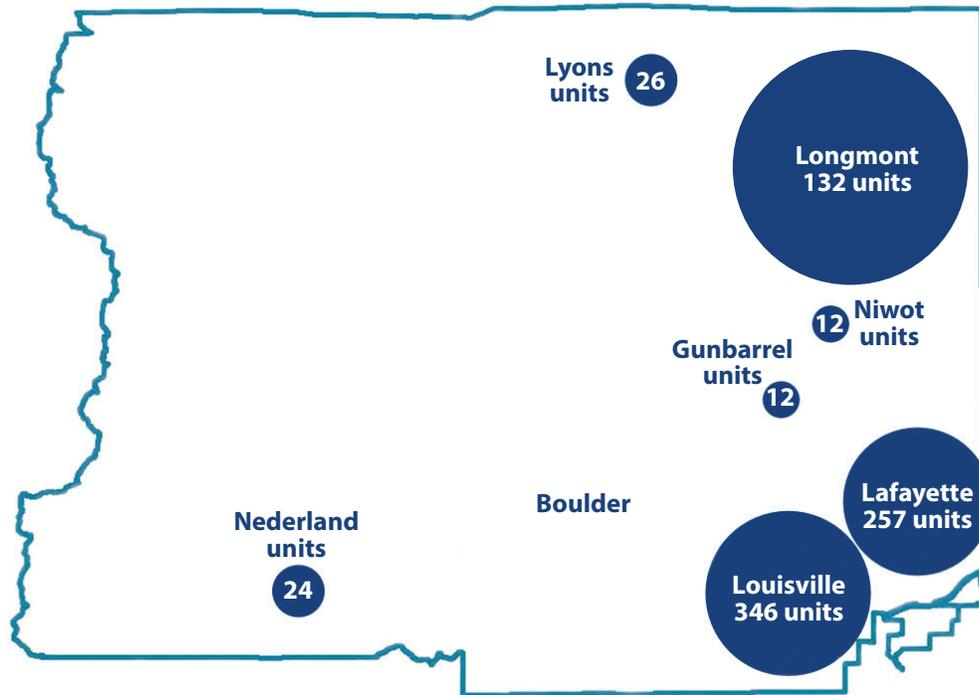 Lyons
units
26
Longmont
132 units
12
Niwot
units
Gunbarrel
units
12
Boulder
Lafayette
257 units
Nederland
units
24
Louisville
346 units